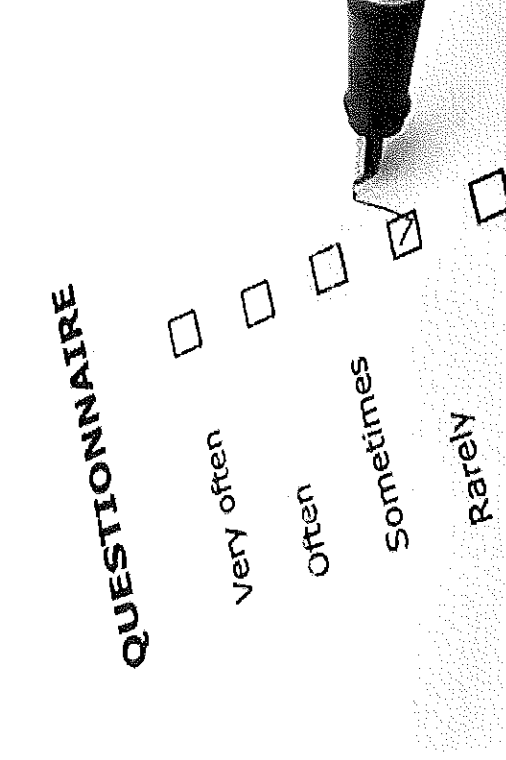 QUESTIONNAIRE
Very often
Often
Sometimes
Rarely